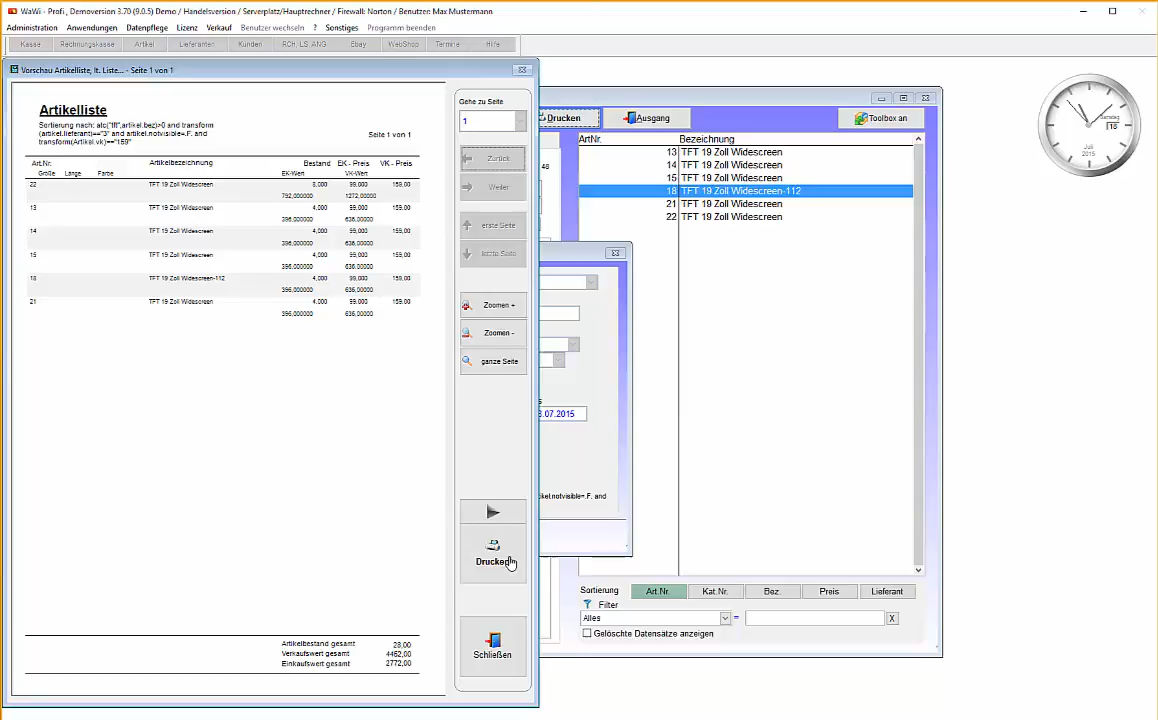 WaWi - Profi , Demoversion 3.70 (9.0.5) Demo / Handelsversion / Serverplatz/Hauptrechner / Firewall: Norton / Benutzer: Max Mustermann
Administration Anwendungen Datenpflege Lizenz Verkauf Benutzer wechseln ? Sonstiges Programm beenden
Kasse Rechnungskasse Artikel Lieferanten Kunden RCH, LS, ANG Ebay WebShop Termine Hilfe
Vorschau Artikelliste, lt. Liste... - Seite 1 von 1
Artikelliste
Sortierung nach: alc("tft",artikel.bez)>0 and transform
(artikel.lieferant)=="3" and artikel.notvisible=.F. and
transform(Artikel.vk)=="159"
Seite 1 von 1
Art.Nr. Artikelbezeichnung Bestand EK - Preis VK - Preis
Größe Länge Farbe EK-Wert VK-Wert
22 TFT 19 Zoll Widescreen 8,000 99,000 159,00
792,000000 1272,00000
13 TFT 19 Zoll Widescreen 4,000 99,000 159,00
396,000000 636,00000
14 TFT 19 Zoll Widescreen 4,000 99,000 159,00
396,000000 636,00000
15 TFT 19 Zoll Widescreen 4,000 99,000 159,00
396,000000 636,00000
18 TFT 19 Zoll Widescreen-112 4,000 99,000 159,00
396,000000 636,00000
21 TFT 19 Zoll Widescreen 4,000 99,000 159,00
396,000000 636,00000
Artikelbestand gesamt 28,00
Verkaufswert gesamt 4452,00
Einkaufswert gesamt 2772,00
Gehe zu Seite
1
Zurück
Weiter
erste Seite
letzte Seite
Zoomen +
Zoomen -
ganze Seite
Drucken
Schließen
Drucken Ausgang Toolbox an
48
.07.2015
ikel.notvisible=.F. and
ArtNr. Bezeichnung
13 TFT 19 Zoll Widescreen
14 TFT 19 Zoll Widescreen
15 TFT 19 Zoll Widescreen
18 TFT 19 Zoll Widescreen-112
21 TFT 19 Zoll Widescreen
22 TFT 19 Zoll Widescreen
Sortierung Art.Nr. Kat.Nr. Bez. Preis Lieferant
Filter
Alles = X
Gelöschte Datensätze anzeigen
Samstag
18
Juli
2015